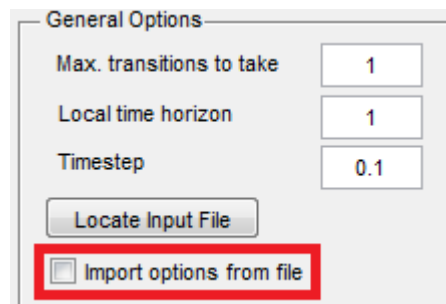 General Options
Max. transitions to take 1
Local time horizon 1
Timestep 0.1
Locate Input File
Import options from file